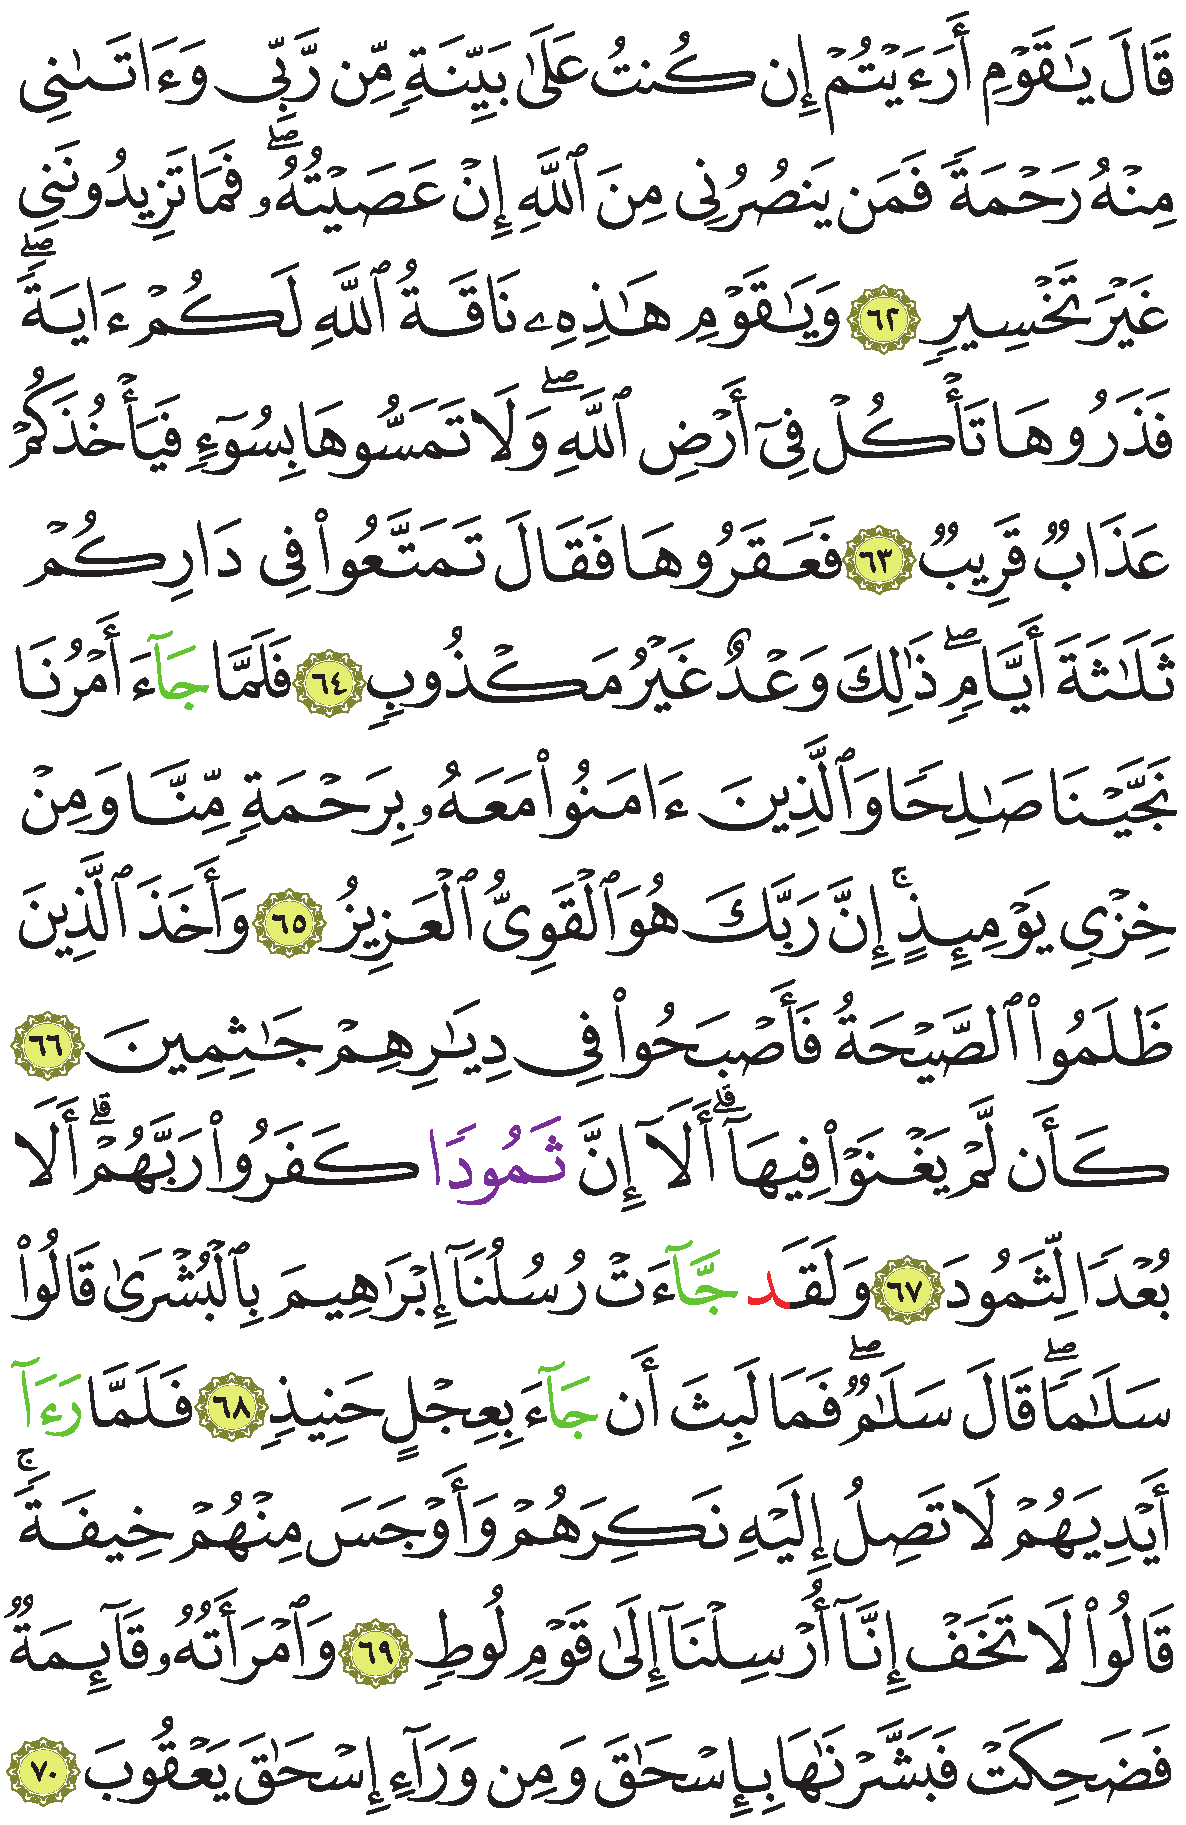 قَالَ يَـٰقَوْمِ أَرَءَيْتُمْ إِن كُنتُ عَلَىٰ بَيِّنَةٍ مِّن رَّبِّى وَءَاتَىٰنِى
مِنْهُ رَحْمَةً فَمَن يَنصُرُنِى مِنَ ٱللَّهِ إِنْ عَصَيْتُهُۥ ۖ فَمَا تَزِيدُونَنِى
غَيْرَ تَخْسِيرٍ ٦٢ وَيَـٰقَوْمِ هَـٰذِهِۦ نَاقَةُ ٱللَّهِ لَكُمْ ءَايَةً ۖ
فَذَرُوهَا تَأْكُلْ فِىٓ أَرْضِ ٱللَّهِ ۖ وَلَا تَمَسُّوهَا بِسُوٓءٍ فَيَأْخُذَكُمْ
عَذَابٌ قَرِيبٌ ٦٣ فَعَقَرُوهَا فَقَالَ تَمَتَّعُوا۟ فِى دَارِكُمْ
ثَلَـٰثَةَ أَيَّامٍ ۖ ذَٰلِكَ وَعْدٌ غَيْرُ مَكْذُوبٍ ٦٤ فَلَمَّا جَآءَ أَمْرُنَا
نَجَّيْنَا صَـٰلِحًا وَٱلَّذِينَ ءَامَنُوا۟ مَعَهُۥ بِرَحْمَةٍ مِّنَّا وَمِنْ
خِزْىِ يَوْمِئِذٍ ۚ إِنَّ رَبَّكَ هُوَ ٱلْقَوِىُّ ٱلْعَزِيزُ ٦٥ وَأَخَذَ ٱلَّذِينَ
ظَلَمُوا۟ ٱلصَّيْحَةُ فَأَصْبَحُوا۟ فِى دِيَـٰرِهِمْ جَـٰثِمِينَ ٦٦
كَأَن لَّمْ يَغْنَوْا۟ فِيهَآ ۗ أَلَآ إِنَّ ثَمُودًا كَفَرُوا۟ رَبَّهُمْ ۗ أَلَا
بُعْدًا لِّثَمُودَ ٦٧ وَلَقَد جَّآءَتْ رُسُلُنَآ إِبْرَٰهِيمَ بِٱلْبُشْرَىٰ قَالُوا۟
سَلَـٰمًا ۖ قَالَ سَلَـٰمٌ ۖ فَمَا لَبِثَ أَن جَآءَ بِعِجْلٍ حَنِيذٍ ٦٨ فَلَمَّا رَءَآ
أَيْدِيَهُمْ لَا تَصِلُ إِلَيْهِ نَكِرَهُمْ وَأَوْجَسَ مِنْهُمْ خِيفَةً ۚ
قَالُوا۟ لَا تَخَفْ إِنَّآ أُرْسِلْنَآ إِلَىٰ قَوْمِ لُوطٍ ٦٩ وَٱمْرَأَتُهُۥ قَآئِمَةٌ
فَضَحِكَتْ فَبَشَّرْنَـٰهَا بِإِسْحَـٰقَ وَمِن وَرَآءِ إِسْحَـٰقَ يَعْقُوبَ ٧٠